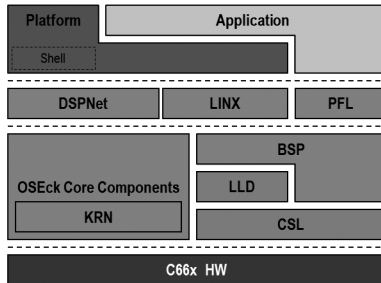 Platform
Application
Shell
DSPNet
LINX
PFL
BSP
OSEck Core Components
LLD
KRN
CSL
C66x HW